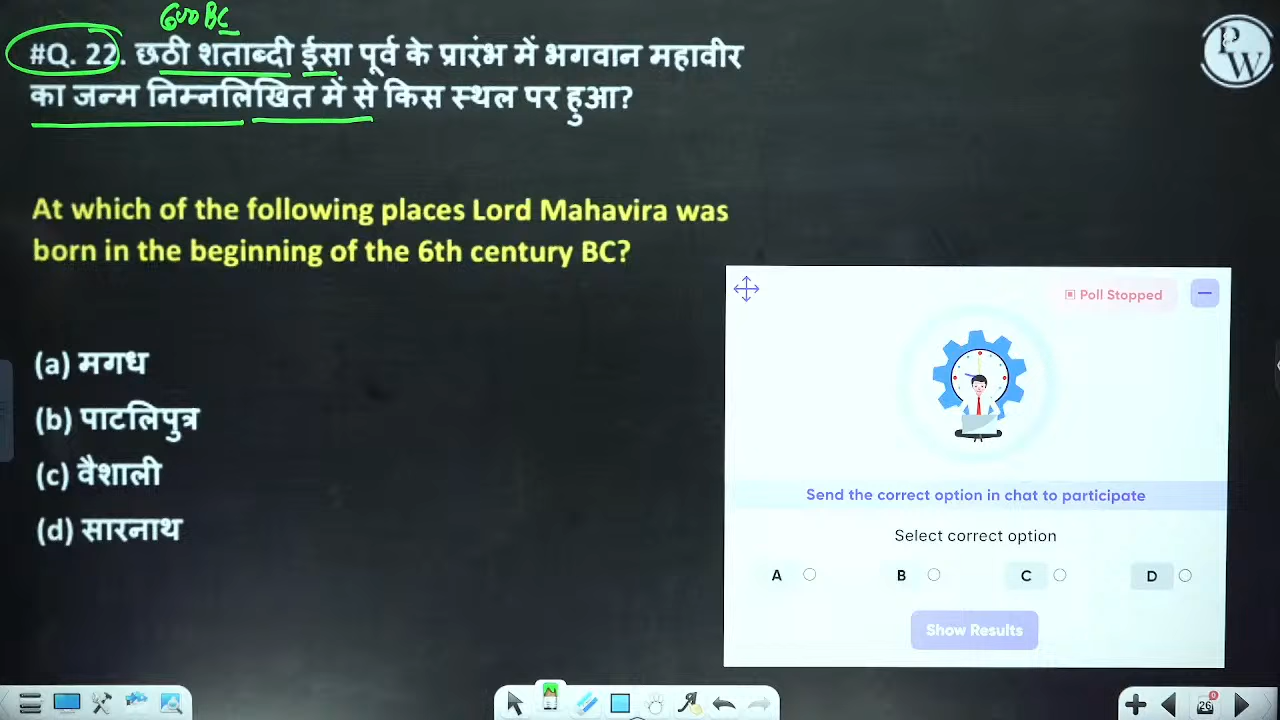 600 BC
#Q. 22. छठी शताब्दी ईसा पूर्व के प्रारंभ में भगवान महावीर
का जन्म निम्नलिखित में से किस स्थल पर हुआ?
PW
At which of the following places Lord Mahavira was
born in the beginning of the 6th century BC?
(a) मगध
(b) पाटलिपुत्र
(c) वैशाली
(d) सारनाथ
Poll Stopped
Send the correct option in chat to participate
Select correct option
A
B
C
D
Show Results
26